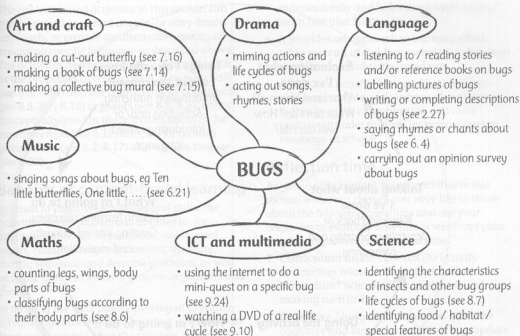 Art and craft
• making a cut-out butterfly (see 7.16)
• making a book of bugs (see 7.14)
• making a collective bug mural (see 7.15)
Drama
• miming actions and
life cycles of bugs
• acting out songs,
rhymes, stories
Language
• listening to / reading stories
and/or reference books on bugs
• labelling pictures of bugs
• writing or completing descriptions
of bugs (see 2.27)
• saying rhymes or chants about
bugs (see 6.4)
• carrying out an opinion survey
about bugs
Music
• singing songs about bugs, eg Ten
little butterflies, One little, ... (see 6.21)
BUGS
Maths
• counting legs, wings, body
parts of bugs
• classifying bugs according to
their body parts (see 8.6)
ICT and multimedia
• using the internet to do a
mini-quest on a specific bug
(see 9.24)
• watching a DVD of a real life
cycle (see 9.10)
Science
• identifying the characteristics
of insects and other bug groups
• life cycles of bugs (see 8.7)
• identifying food / habitat /
special features of bugs